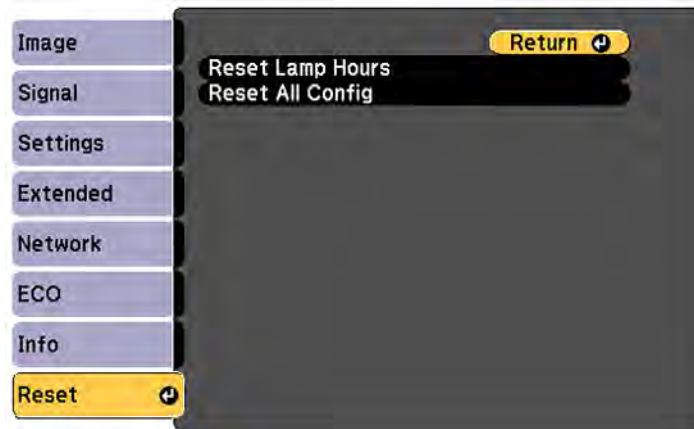 Image
Signal
Settings
Extended
Network
ECO
Info
Reset
Return
Reset Lamp Hours
Reset All Config